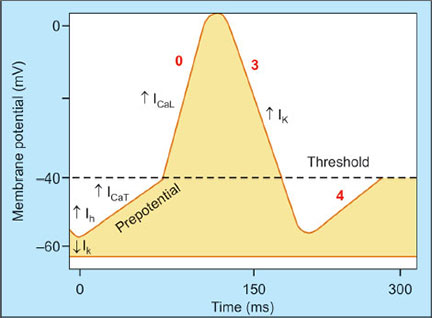 Membrane potential (mV)
0
−40
−60
0
3
4
↑ ICaL
↑ IK
Threshold
↑ ICaT
↑ Ih
↓ Ik
Prepotential
0
150
300
Time (ms)